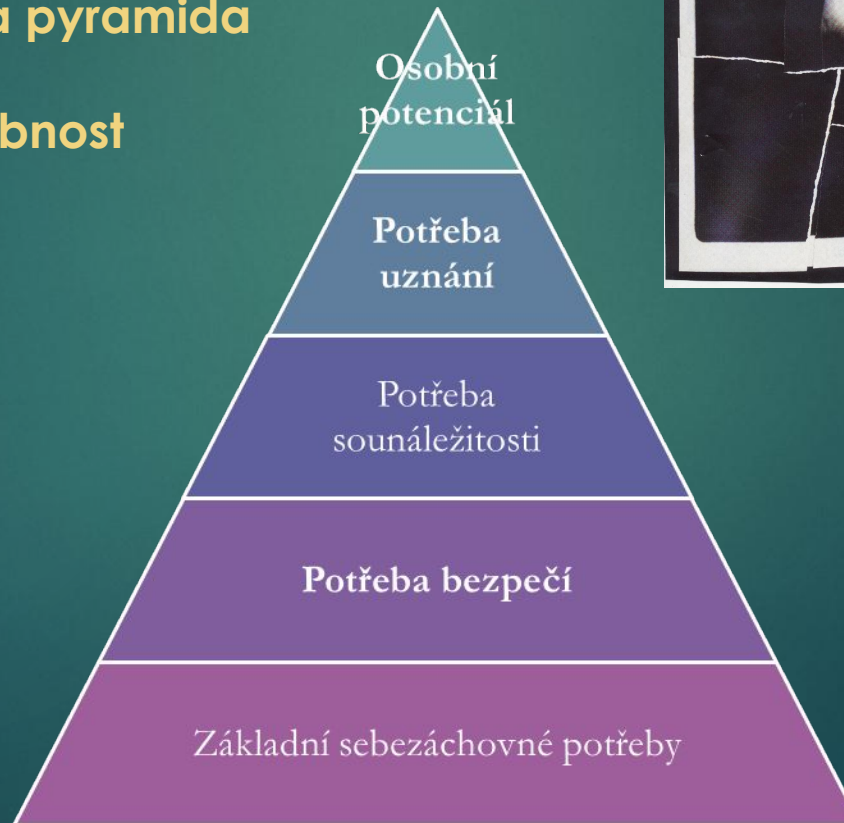 a pyramida
bnost
Osobní
potenciál
Potřeba
uznání
Potřeba
sounáležitosti
Potřeba bezpečí
Základní sebezáchovné potřeby